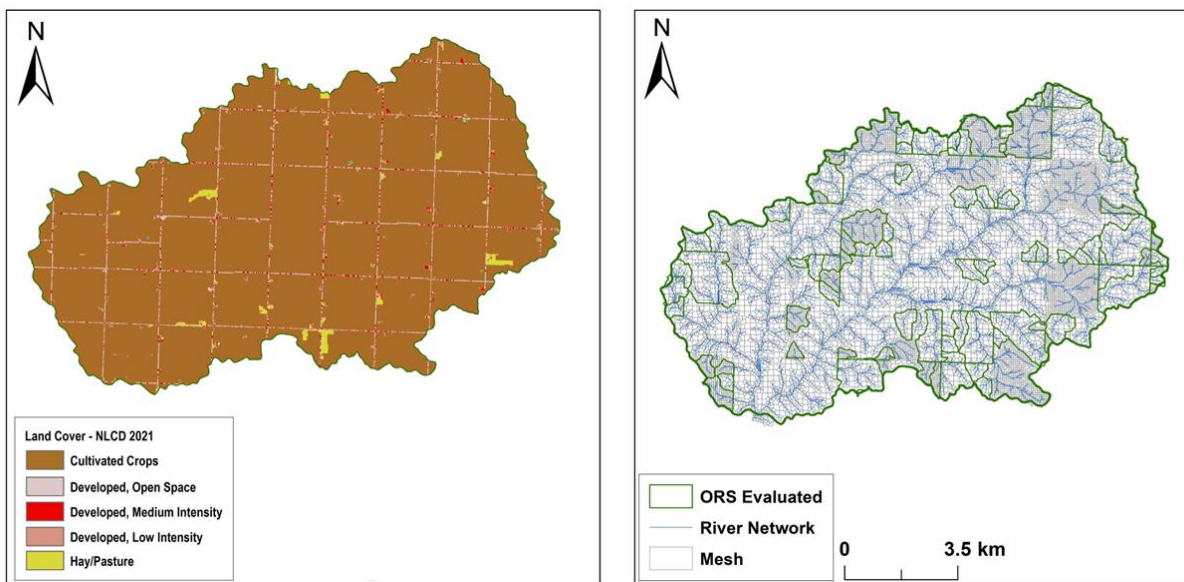 N
Land Cover - NLCD 2021
Cultivated Crops
Developed, Open Space
Developed, Medium Intensity
Developed, Low Intensity
Hay/Pasture
N
ORS Evaluated
River Network
Mesh
0 3.5 km